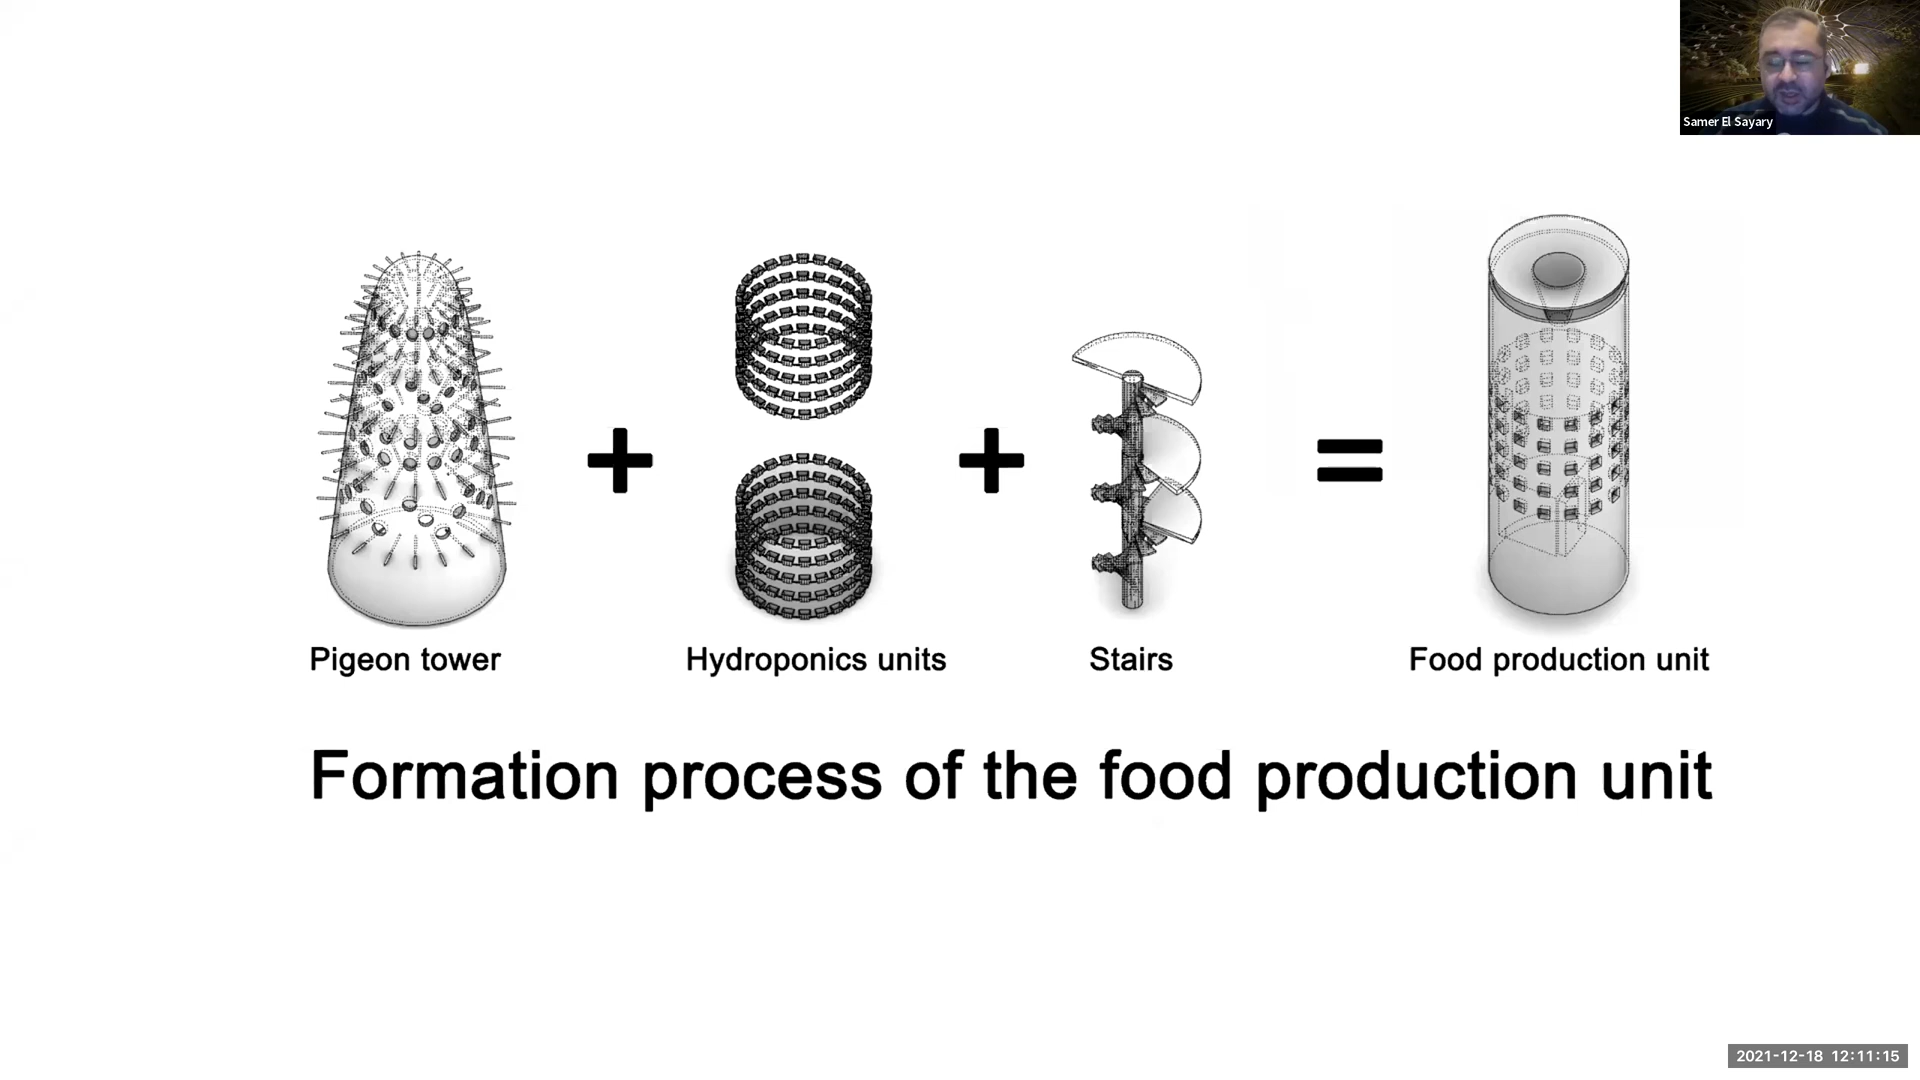 Samer El Sayary
+
+
=
Pigeon tower
Hydroponics units
Stairs
Food production unit
Formation process of the food production unit
2021-12-18 12:11:15